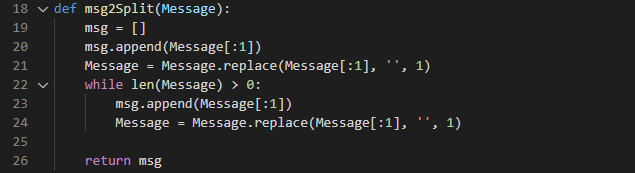 18 def msg2Split(Message):
19     msg = []
20     msg.append(Message[:1])
21     Message = Message.replace(Message[:1], '', 1)
22     while len(Message) > 0:
23         msg.append(Message[:1])
24         Message = Message.replace(Message[:1], '', 1)
25
26     return msg